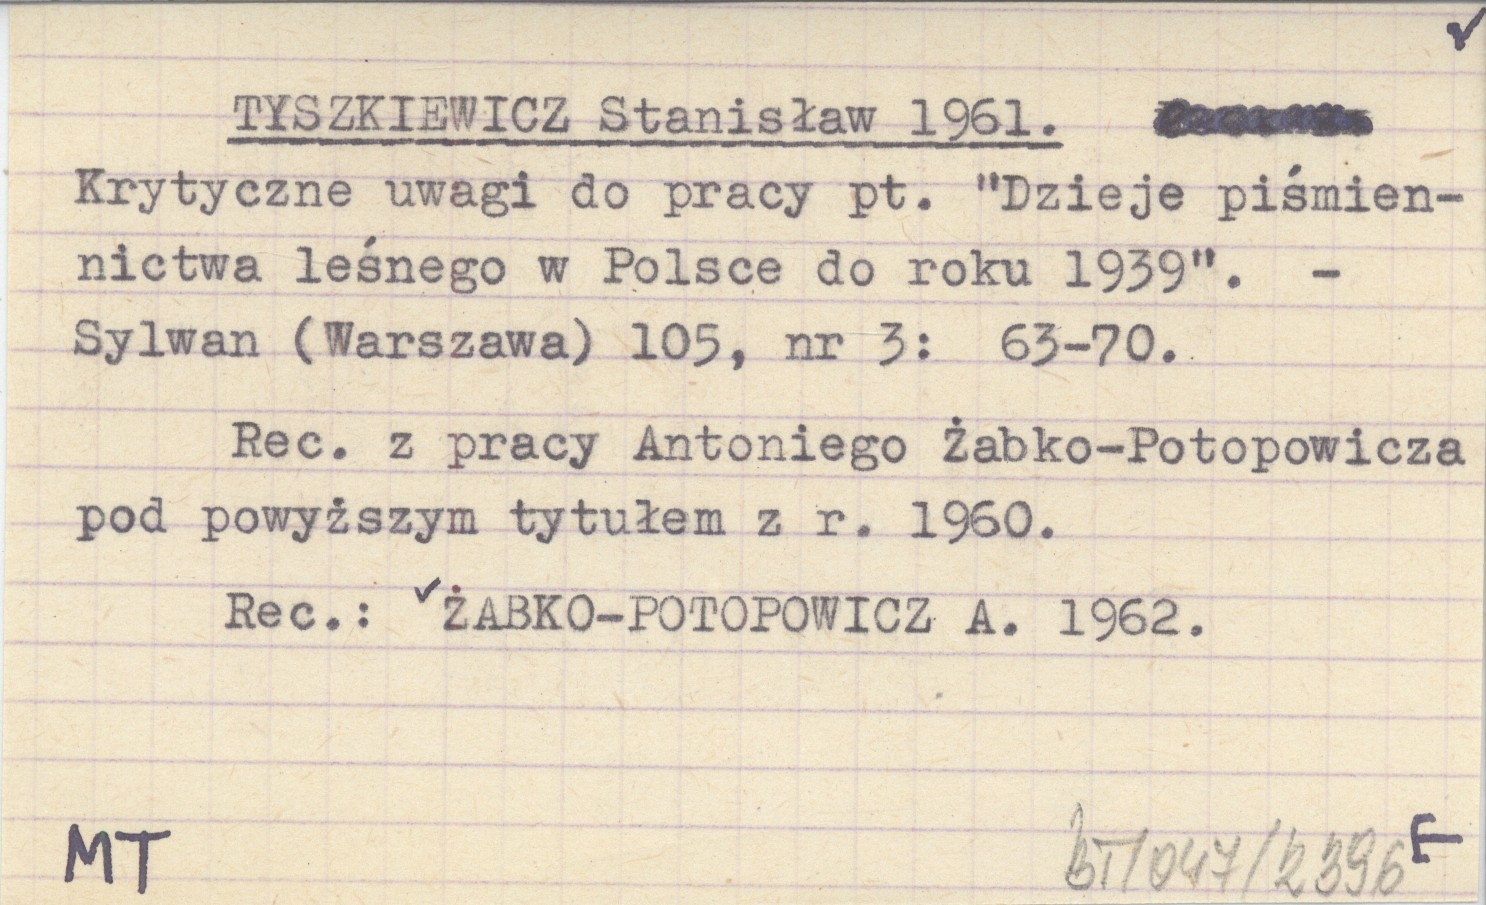 TYSZKIEWICZ Stanisław 1961.
Krytyczne uwagi do pracy pt. "Dzieje piśmien-
nictwa leśnego w Polsce do roku 1939". -
Sylwan (Warszawa) 105, nr 3: 63-70.
Rec. z pracy Antoniego Żabko-Potopowicza
pod powyższym tytułem z r. 1960.
Rec.: ✓ŻABKO-POTOPOWICZ A. 1962.
MT
/047/2396